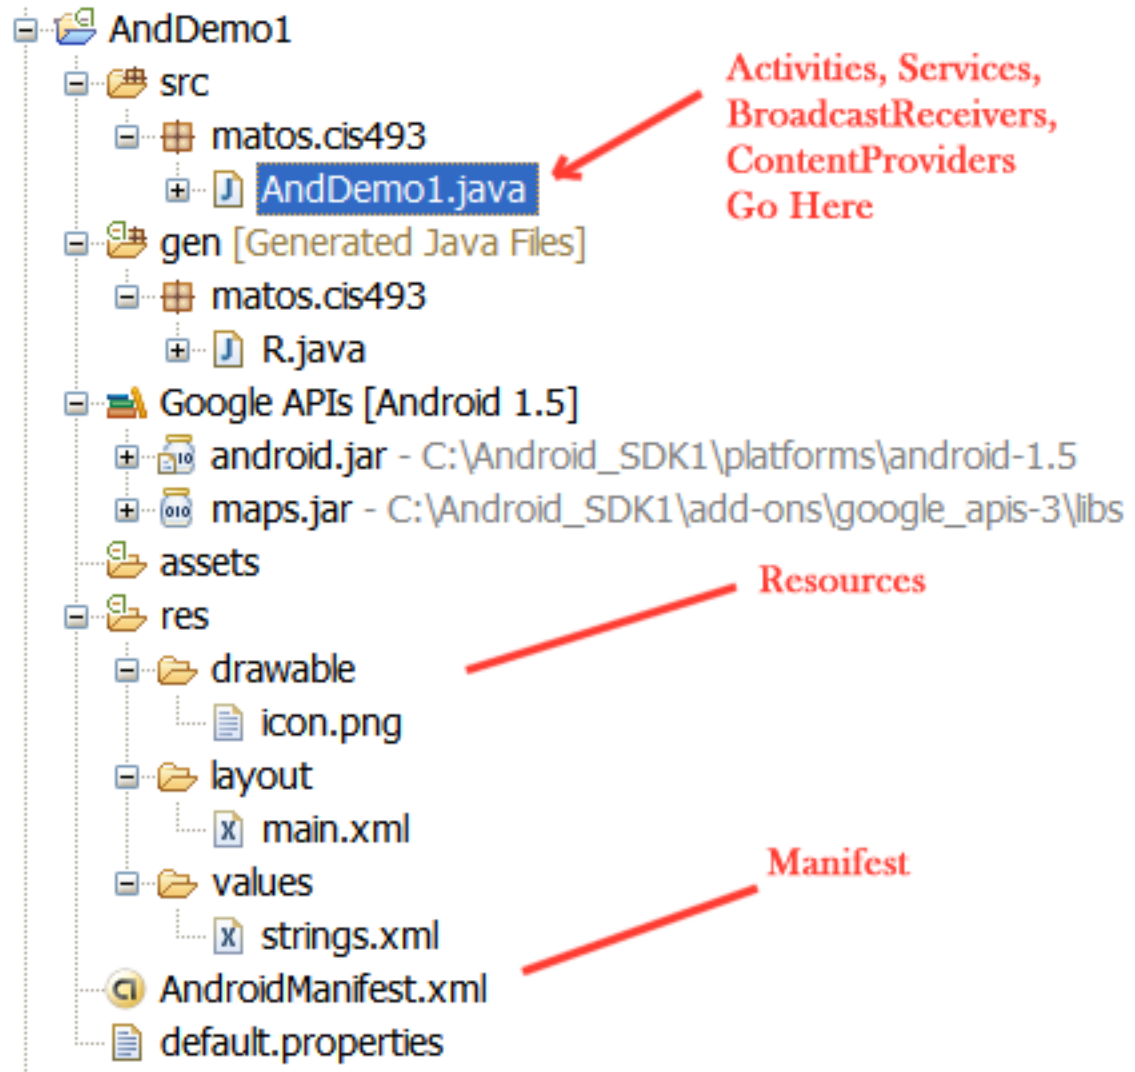 AndDemo1
src
Activities, Services,
BroadcastReceivers,
ContentProviders
Go Here
matos.cis493
AndDemo1.java
gen [Generated Java Files]
matos.cis493
R.java
Google APIs [Android 1.5]
android.jar - C:\Android_SDK1\platforms\android-1.5
maps.jar - C:\Android_SDK1\add-ons\google_apis-3\libs
assets
Resources
res
drawable
icon.png
layout
main.xml
Manifest
values
strings.xml
AndroidManifest.xml
default.properties